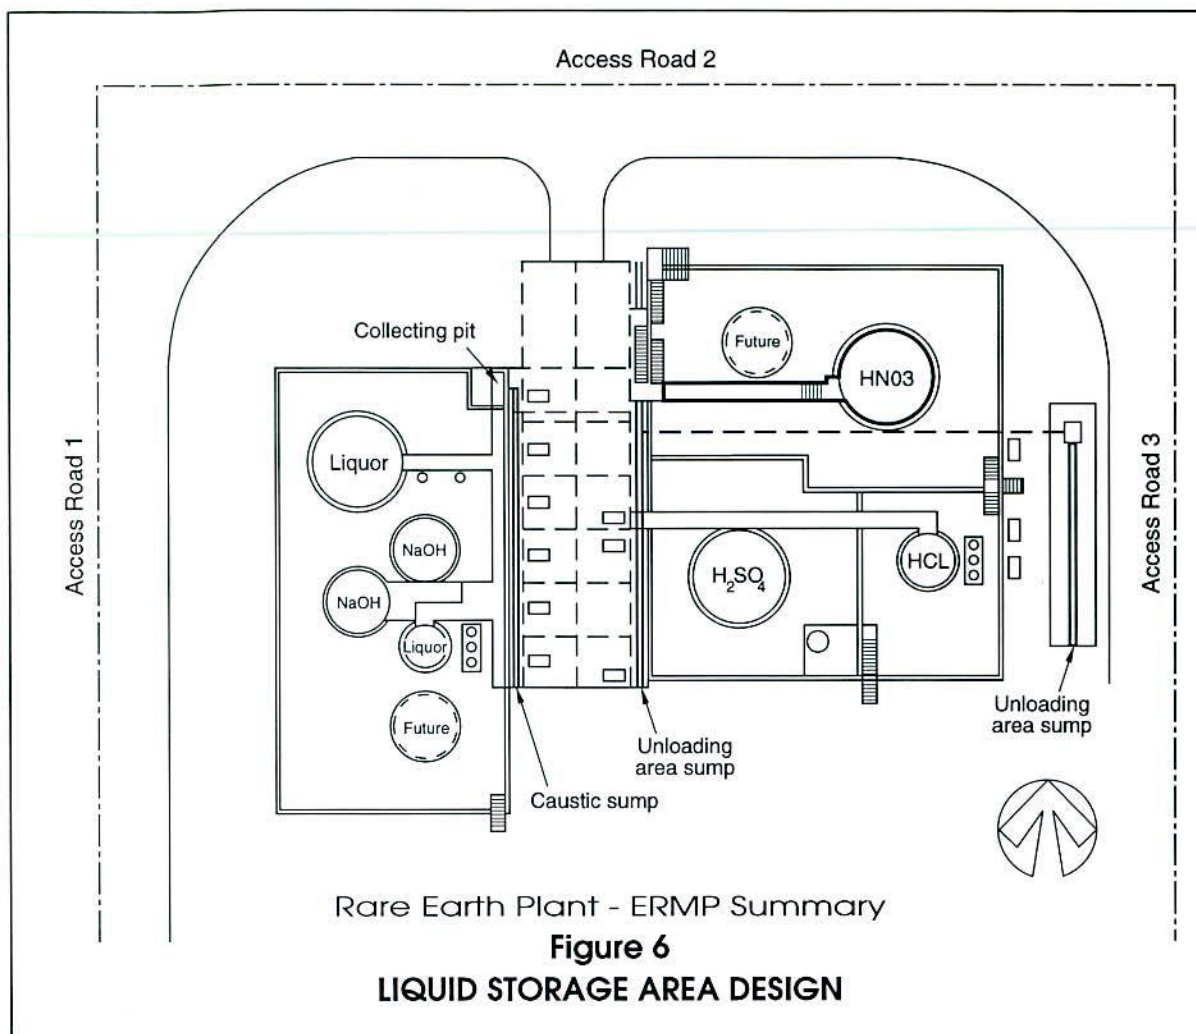 Access Road 2
Collecting pit
Future
HN03
Access Road 1
Liquor
Access Road 3
NaOH
HCL
H₂SO₄
NaOH
Liquor
Future
Unloading
area sump
Unloading
area sump
Caustic sump
Rare Earth Plant - ERMP Summary
Figure 6
LIQUID STORAGE AREA DESIGN